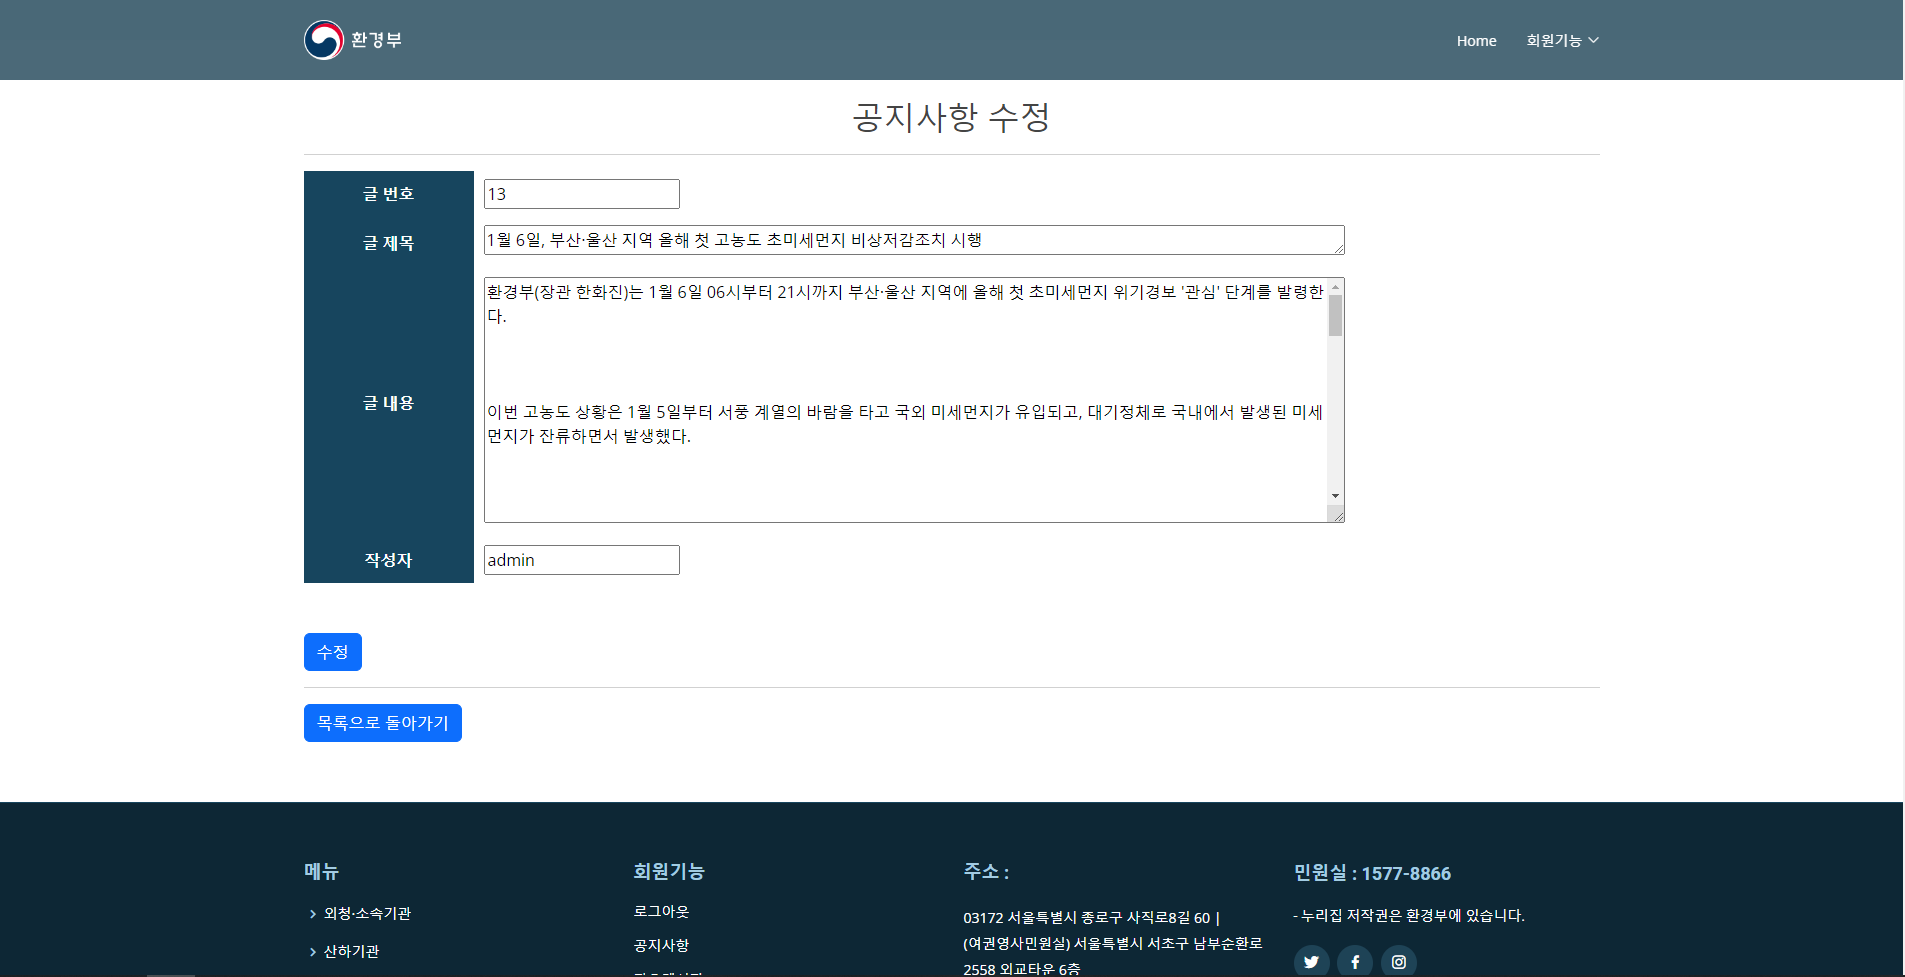 환경부
Home 회원기능
공지사항 수정
글 번호 13
글 제목 1월 6일, 부산·울산 지역 올해 첫 고농도 초미세먼지 비상저감조치 시행
글 내용
환경부(장관 한화진)는 1월 6일 06시부터 21시까지 부산·울산 지역에 올해 첫 초미세먼지 위기경보 '관심' 단계를 발령한
다.
이번 고농도 상황은 1월 5일부터 서풍 계열의 바람을 타고 국외 미세먼지가 유입되고, 대기정체로 국내에서 발생된 미세
먼지가 잔류하면서 발생했다.
작성자 admin
수정
목록으로 돌아가기
메뉴
외청·소속기관
산하기관
회원기능
로그아웃
공지사항
주소 :
03172 서울특별시 종로구 사직로8길 60 |
(여권영사민원실) 서울특별시 서초구 남부순환로
2558 외교타운 6층
민원실 : 1577-8866
- 누리집 저작권은 환경부에 있습니다.